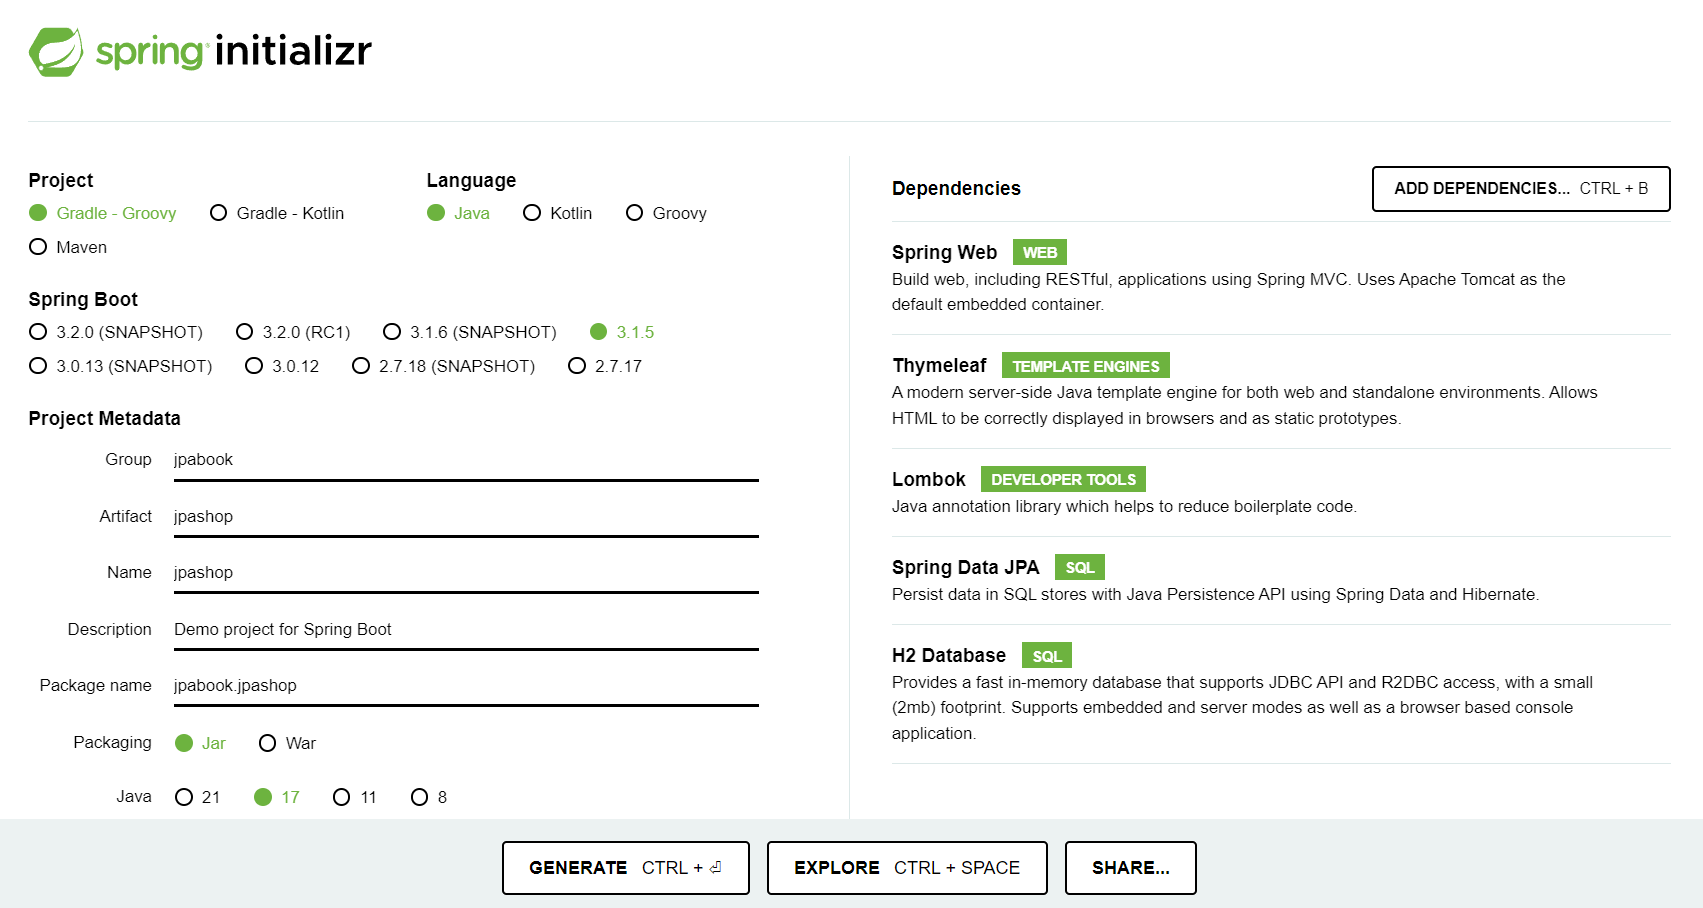 spring initializr
Project
Gradle - Groovy Gradle - Kotlin
Maven
Language
Java Kotlin Groovy
Spring Boot
3.2.0 (SNAPSHOT) 3.2.0 (RC1) 3.1.6 (SNAPSHOT) 3.1.5
3.0.13 (SNAPSHOT) 3.0.12 2.7.18 (SNAPSHOT) 2.7.17
Project Metadata
Group jpabook
Artifact jpashop
Name jpashop
Description Demo project for Spring Boot
Package name jpabook.jpashop
Packaging Jar War
Java 21 17 11 8
Dependencies ADD DEPENDENCIES... CTRL + B
Spring Web WEB
Build web, including RESTful, applications using Spring MVC. Uses Apache Tomcat as the
default embedded container.
Thymeleaf TEMPLATE ENGINES
A modern server-side Java template engine for both web and standalone environments. Allows
HTML to be correctly displayed in browsers and as static prototypes.
Lombok DEVELOPER TOOLS
Java annotation library which helps to reduce boilerplate code.
Spring Data JPA SQL
Persist data in SQL stores with Java Persistence API using Spring Data and Hibernate.
H2 Database SQL
Provides a fast in-memory database that supports JDBC API and R2DBC access, with a small
(2mb) footprint. Supports embedded and server modes as well as a browser based console
application.
GENERATE CTRL + ⏎ EXPLORE CTRL + SPACE SHARE...